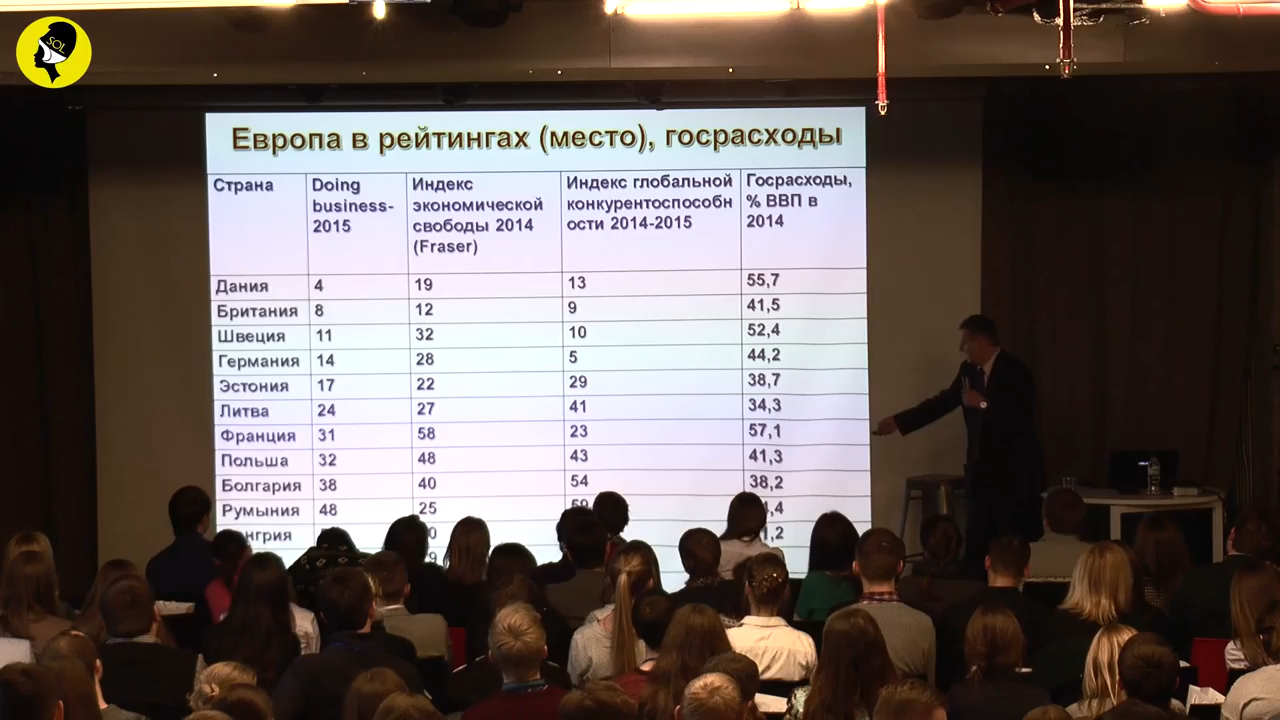 SOL
Европа в рейтингах (место), госрасходы
Страна
Doing
business-
2015
Индекс
экономической
свободы 2014
(Fraser)
Индекс глобальной
конкурентоспособн
ости 2014-2015
Госрасходы,
% ВВП в
2014
Дания 4 19 13 55,7
Британия 8 12 9 41,5
Швеция 11 32 10 52,4
Германия 14 28 5 44,2
Эстония 17 22 29 38,7
Литва 24 27 41 34,3
Франция 31 58 23 57,1
Польша 32 48 43 41,3
Болгария 38 40 54 38,2
Румыния 48 25